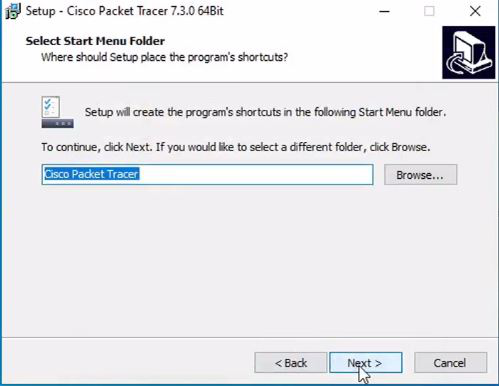 Setup - Cisco Packet Tracer 7.3.0 64Bit
Select Start Menu Folder
Where should Setup place the program's shortcuts?
Setup will create the program's shortcuts in the following Start Menu folder.
To continue, click Next. If you would like to select a different folder, click Browse.
Cisco Packet Tracer
Browse...
< Back
Next >
Cancel